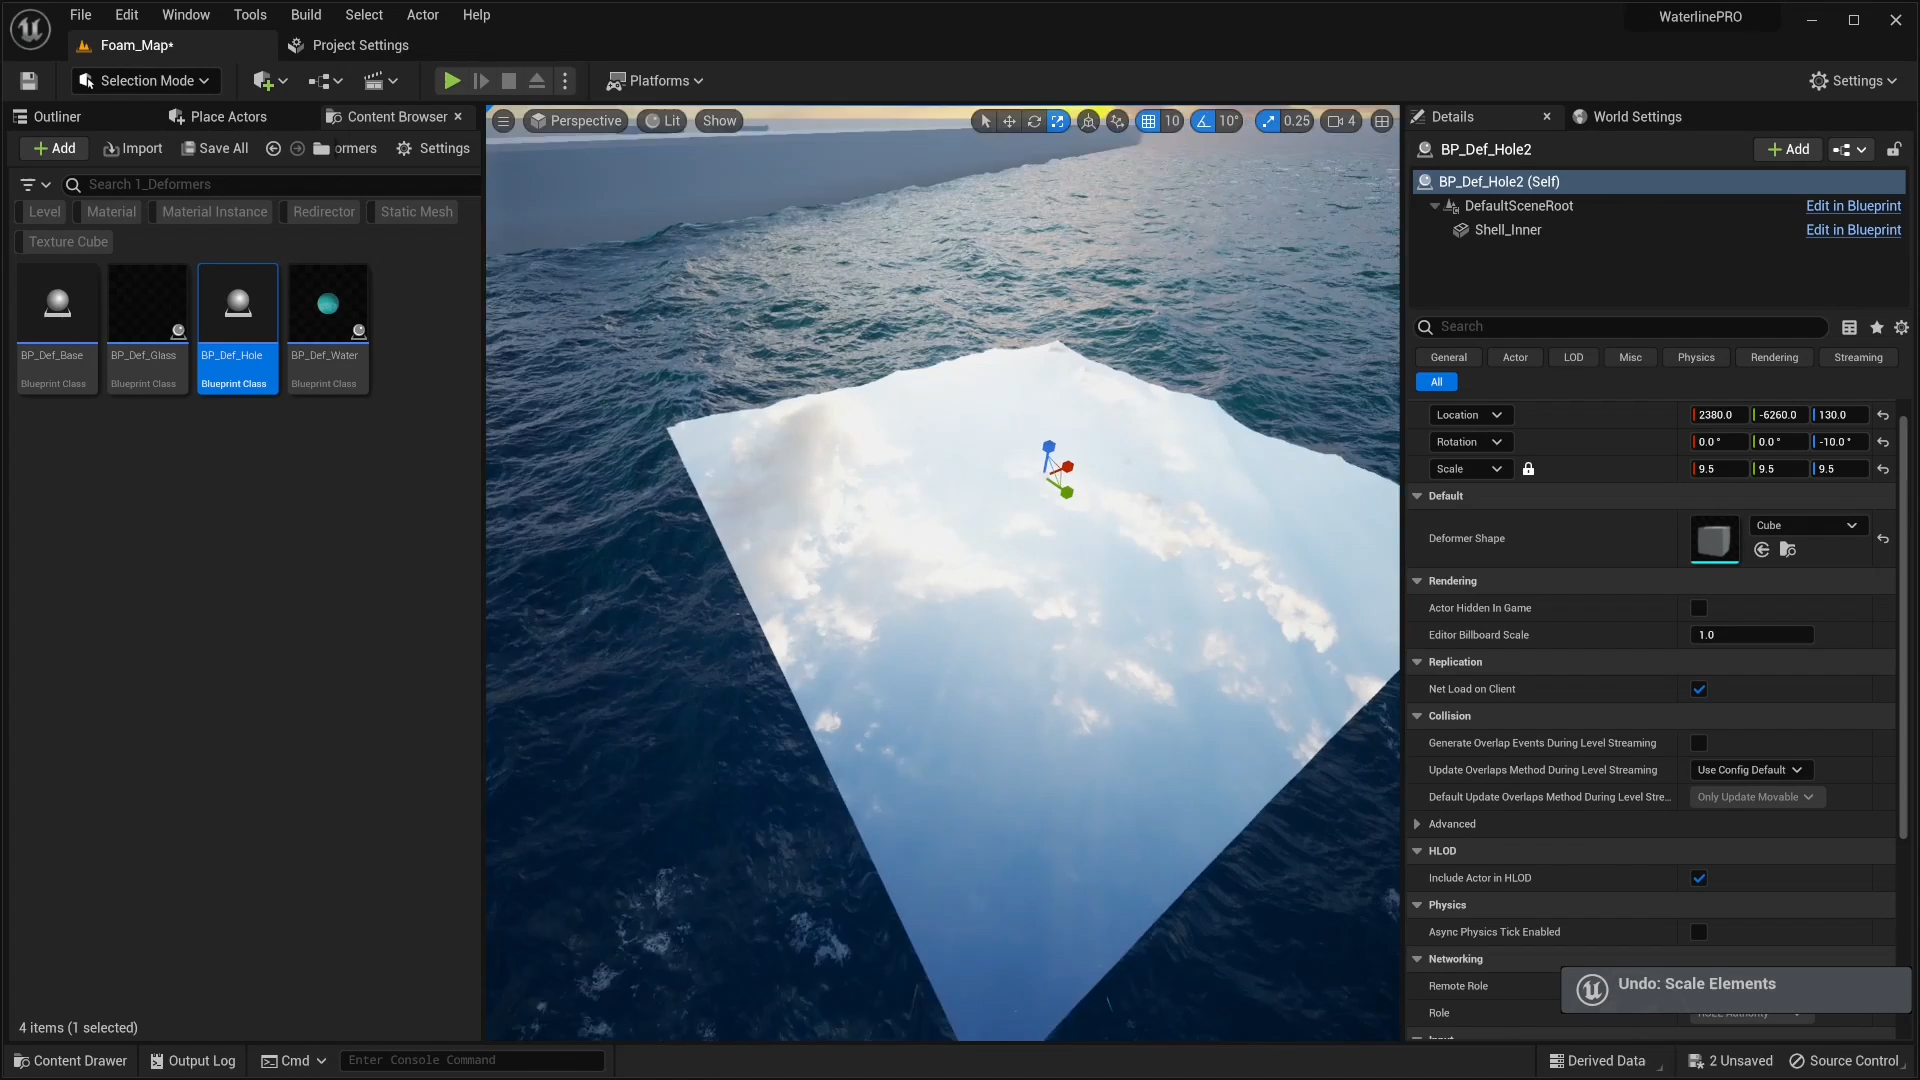 File Edit Window Tools Build Select Actor Help
WaterlinePRO
Foam_Map*
Project Settings
Selection Mode
Platforms
Settings
Outliner
Place Actors
Content Browser
Add
Import
Save All
ormers
Settings
Search 1_Deformers
Level
Material
Material Instance
Redirector
Static Mesh
Texture Cube
BP_Def_Base
Blueprint Class
BP_Def_Glass
Blueprint Class
BP_Def_Hole
Blueprint Class
BP_Def_Water
Blueprint Class
4 items (1 selected)
Perspective
Lit
Show
10
10°
0.25
4
Details
World Settings
BP_Def_Hole2
Add
BP_Def_Hole2 (Self)
DefaultSceneRoot
Edit in Blueprint
Shell_Inner
Edit in Blueprint
Search
General
Actor
LOD
Misc
Physics
Rendering
Streaming
All
Location
2380.0
-6260.0
130.0
Rotation
0.0 °
0.0 °
-10.0 °
Scale
9.5
9.5
9.5
Default
Deformer Shape
Cube
Rendering
Actor Hidden In Game
Editor Billboard Scale
1.0
Replication
Net Load on Client
Collision
Generate Overlap Events During Level Streaming
Update Overlaps Method During Level Streaming
Use Config Default
Default Update Overlaps Method During Level Stre...
Only Update Movable
Advanced
HLOD
Include Actor in HLOD
Physics
Async Physics Tick Enabled
Networking
Remote Role
Undo: Scale Elements
Role
Content Drawer
Output Log
Cmd
Enter Console Command
Derived Data
2 Unsaved
Source Control